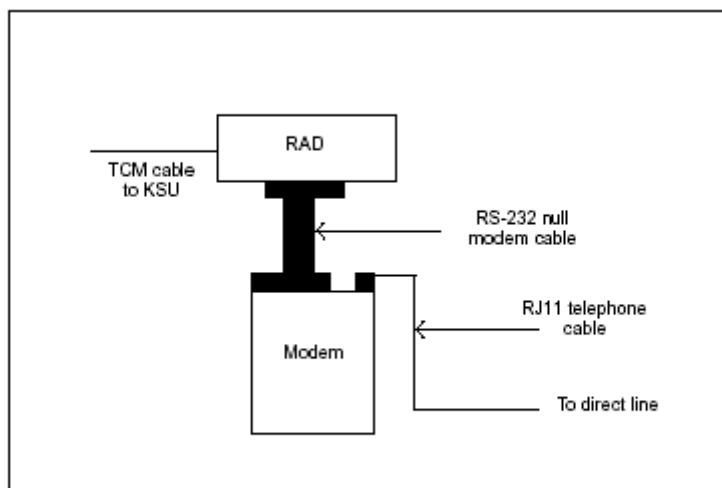 RAD
TCM cable
to KSU
RS-232 null
modem cable
RJ11 telephone
cable
Modem
To direct line